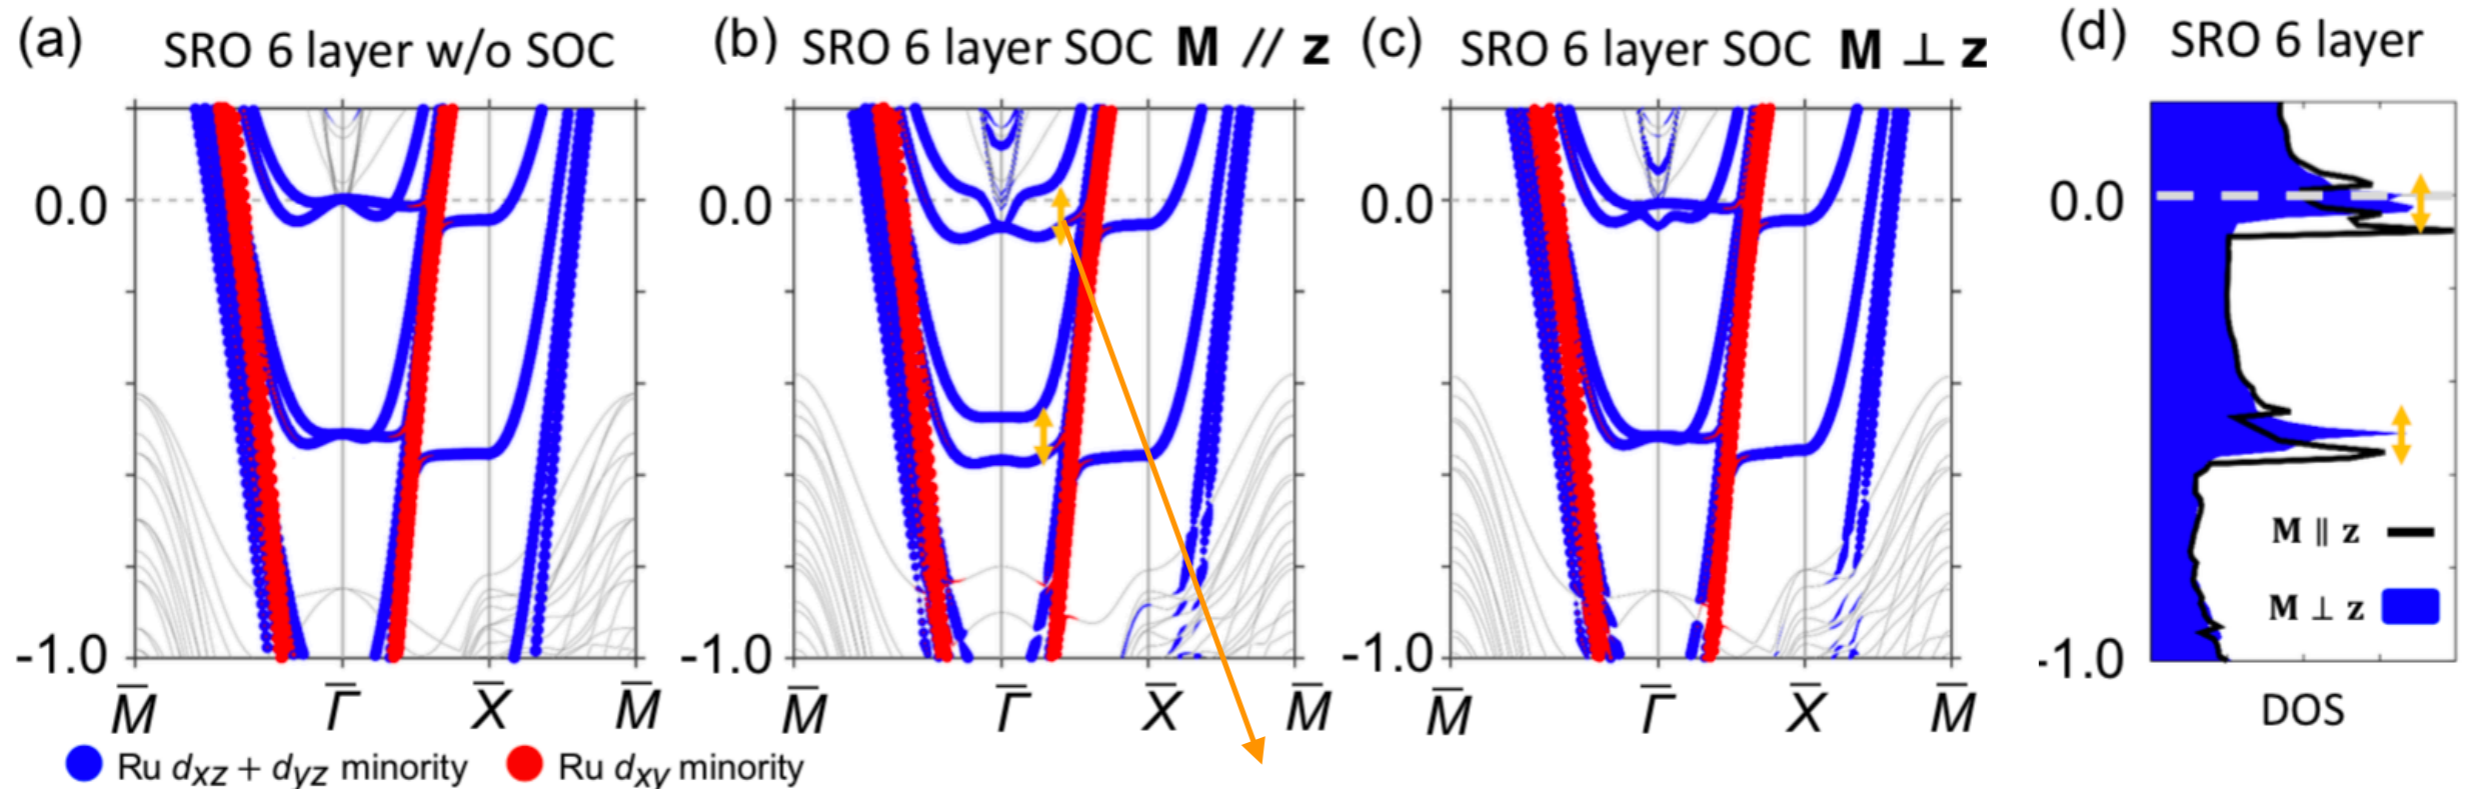 (a) SRO 6 layer w/o SOC
(b) SRO 6 layer SOC M // z
(c) SRO 6 layer SOC M ⊥ z
(d) SRO 6 layer
0.0
-1.0
M̅ Γ̅ X̅ M̅
0.0
-1.0
M̅ Γ̅ X̅ M̅
0.0
-1.0
M̅ Γ̅ X̅ M̅
0.0
-1.0
M ∥ z
M ⊥ z
DOS
Ru dxz + dyz minority
Ru dxy minority